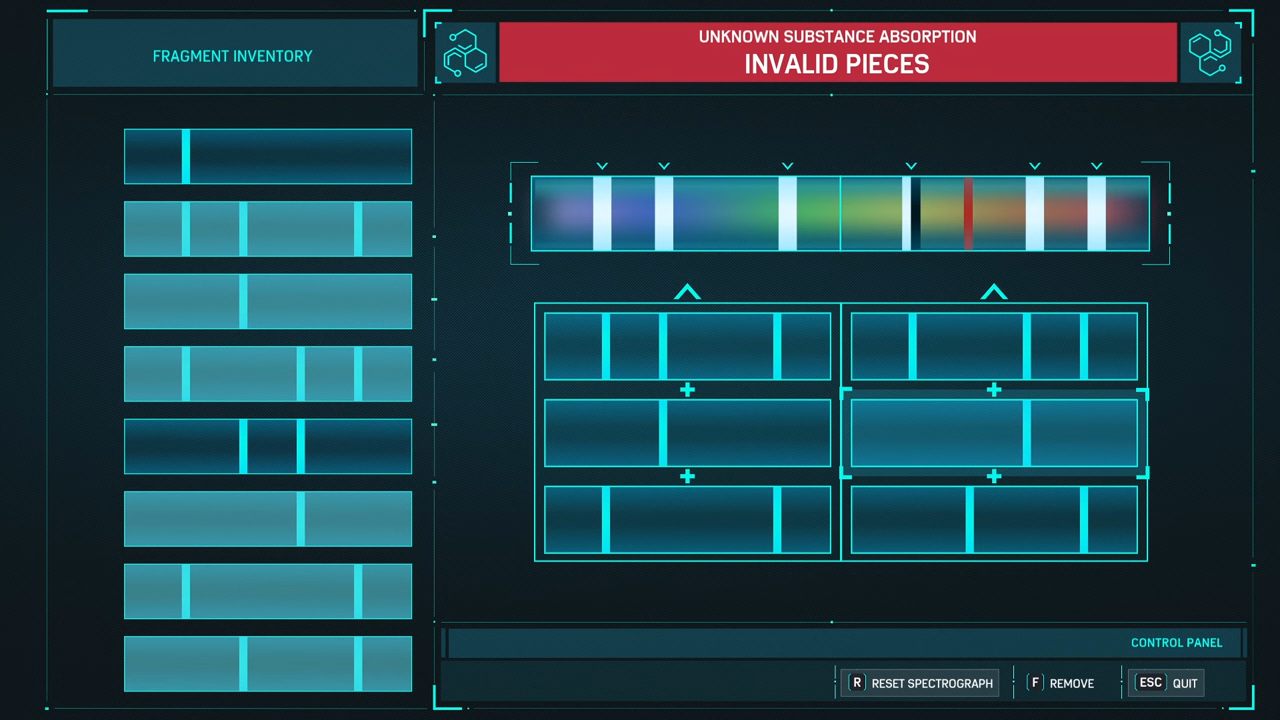 FRAGMENT INVENTORY
UNKNOWN SUBSTANCE ABSORPTION
INVALID PIECES
CONTROL PANEL
R RESET SPECTROGRAPH F REMOVE ESC QUIT